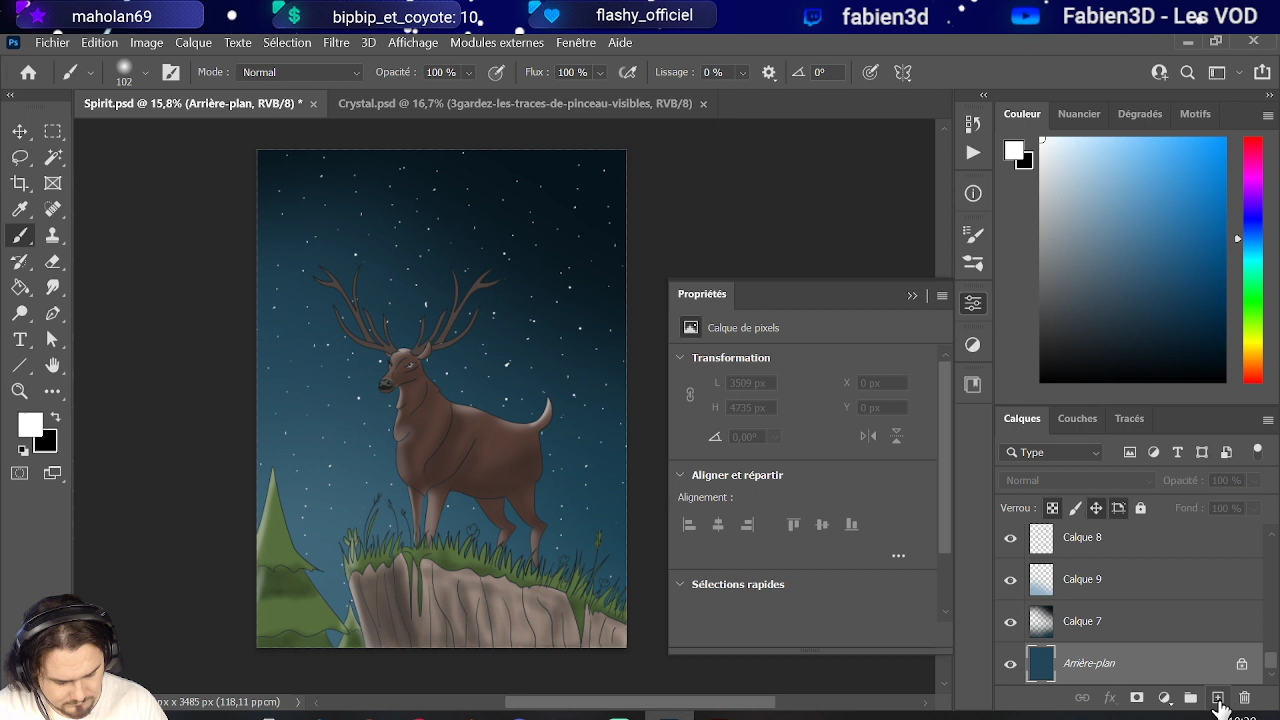 maholan69
bipbip_et_coyote: 10
flashy_officiel
fabien3d
Fabien3D - Les VOD
Ps Fichier Edition Image Calque Texte Sélection Filtre 3D Affichage Modules externes Fenêtre Aide
102 Mode : Normal Opacité : 100 % Flux : 100 % Lissage : 0 % 0°
Spirit.psd @ 15,8% (Arrière-plan, RVB/8) * Crystal.psd @ 16,7% (3gardez-les-traces-de-pinceau-visibles, RVB/8)
Couleur Nuancier Dégradés Motifs
Propriétés
Calque de pixels
Transformation
L 3509 px X 0 px
H 4735 px Y 0 px
0,00°
Aligner et répartir
Alignement :
Sélections rapides
Calques Couches Tracés
Type
Normal Opacité : 100 %
Verrou : Fond : 100 %
Calque 8
Calque 9
Calque 7
Arrière-plan
px x 3485 px (118,11 ppcm)